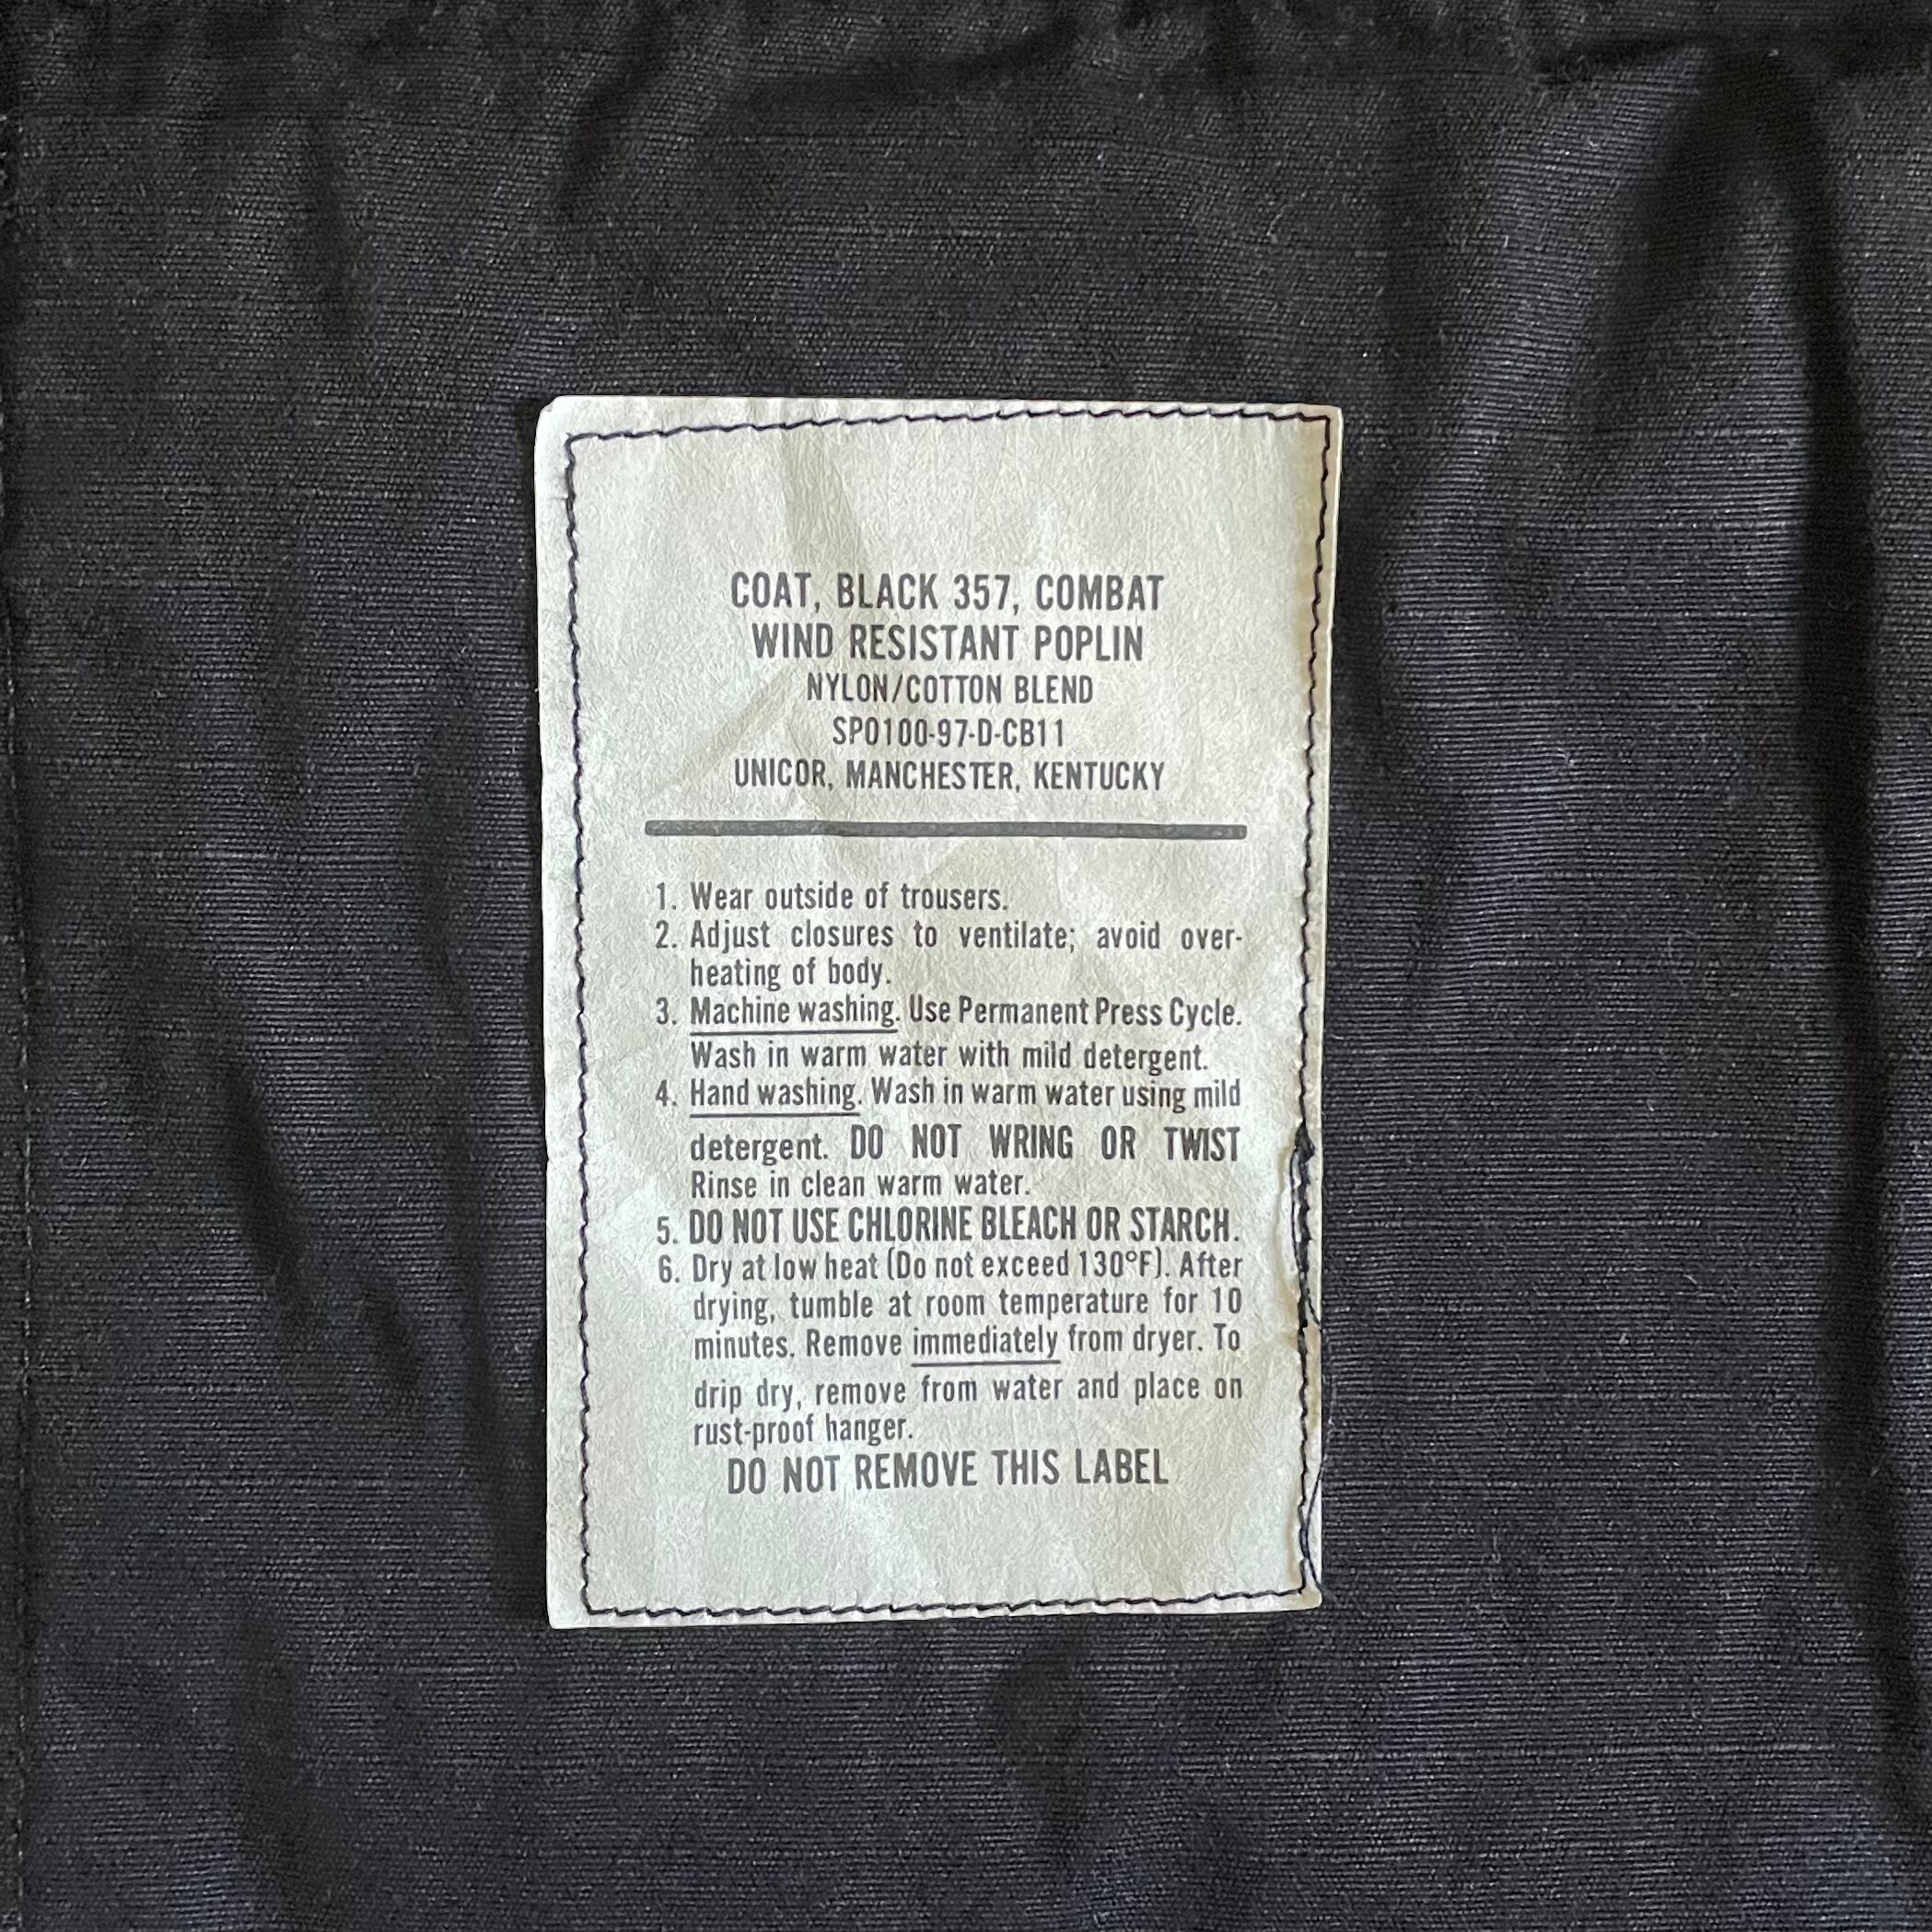 COAT, BLACK 357, COMBAT
WIND RESISTANT POPLIN
NYLON/COTTON BLEND
SPO100-97-D-CB11
UNICOR, MANCHESTER, KENTUCKY
1. Wear outside of trousers.
2. Adjust closures to ventilate; avoid over-
heating of body.
3. Machine washing. Use Permanent Press Cycle.
Wash in warm water with mild detergent.
4. Hand washing. Wash in warm water using mild
detergent. DO NOT WRING OR TWIST
Rinse in clean warm water.
5. DO NOT USE CHLORINE BLEACH OR STARCH.
6. Dry at low heat (Do not exceed 130°F). After
drying, tumble at room temperature for 10
minutes. Remove immediately from dryer. To
drip dry, remove from water and place on
rust-proof hanger.
DO NOT REMOVE THIS LABEL